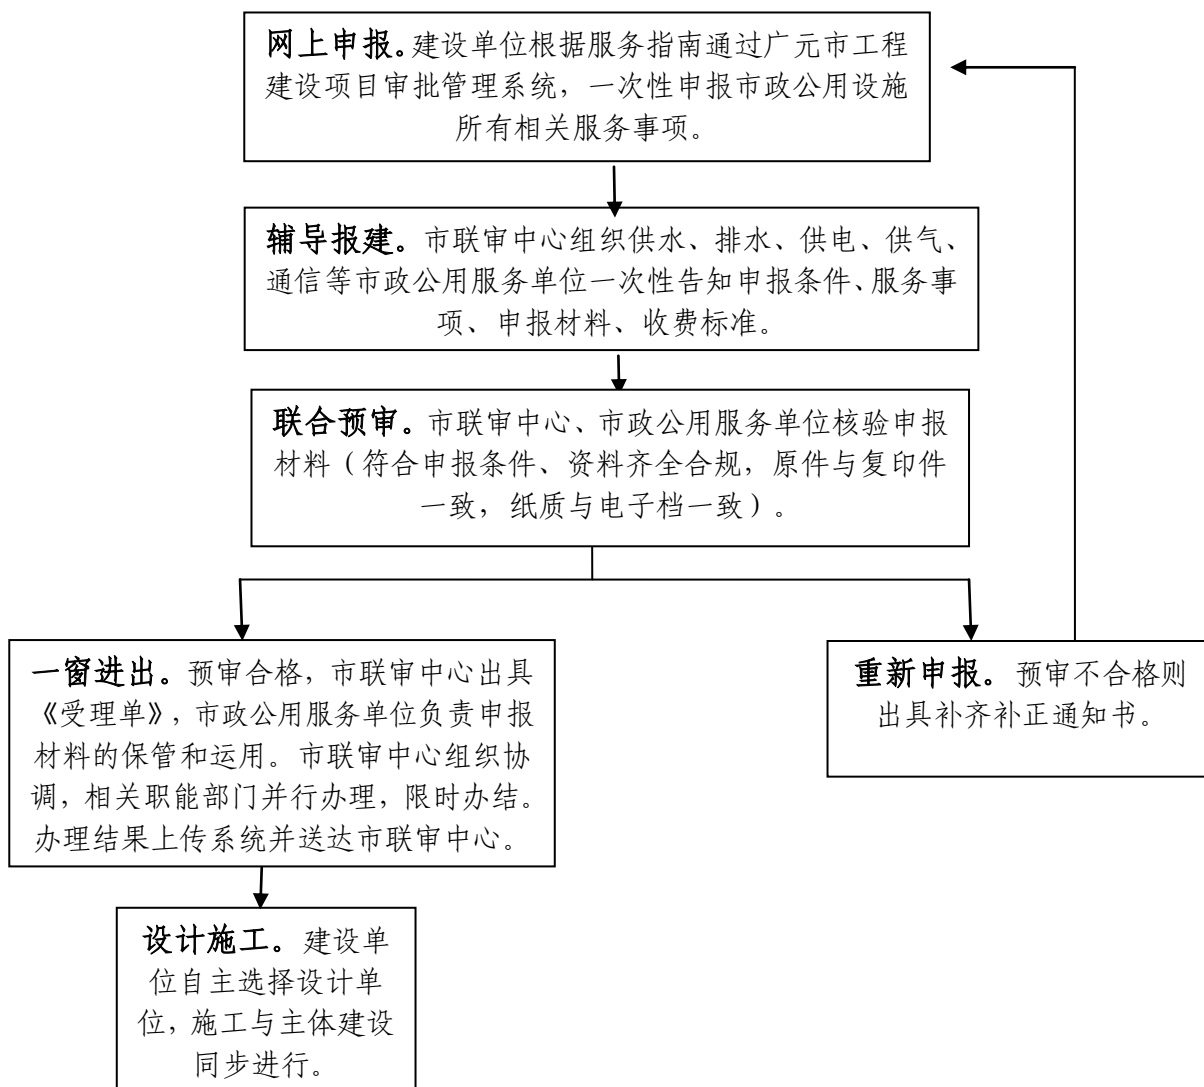 网上申报。建设单位根据服务指南通过广元市工程
建设项目审批管理系统，一次性申报市政公用设施
所有相关服务事项。
辅导报建。市联审中心组织供水、排水、供电、供气、
通信等市政公用服务单位一次性告知申报条件、服务事
项、申报材料、收费标准。
联合预审。市联审中心、市政公用服务单位核验申报
材料（符合申报条件、资料齐全合规，原件与复印件
一致，纸质与电子档一致）。
一窗进出。预审合格，市联审中心出具
《受理单》，市政公用服务单位负责申报
材料的保管和运用。市联审中心组织协
调，相关职能部门并行办理，限时办结。
办理结果上传系统并送达市联审中心。
重新申报。预审不合格则
出具补齐补正通知书。
设计施工。建设单
位自主选择设计单
位，施工与主体建设
同步进行。